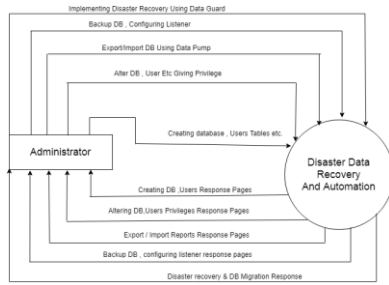 Implementing Disaster Recovery Using Data Guard
Backup DB , Configuring Listener
Export/Import DB Using Data Pump
Alter DB , User Etc Giving Privilege
Creating database , Users Tables etc.
Administrator
Disaster Data
Recovery
And Automation
Creating DB ,Users Response Pages
Altering DB,Users Privileges Response Pages
Export / Import Reports Response Pages
Backup DB , configuring listener response pages
Disaster recovery & DB Migration Response